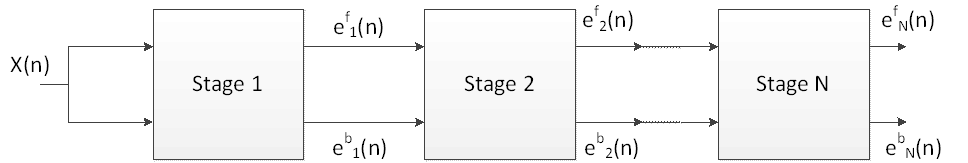 X(n)
Stage 1
e^f_1(n)
e^b_1(n)
Stage 2
e^f_2(n)
e^b_2(n)
Stage N
e^f_N(n)
e^b_N(n)